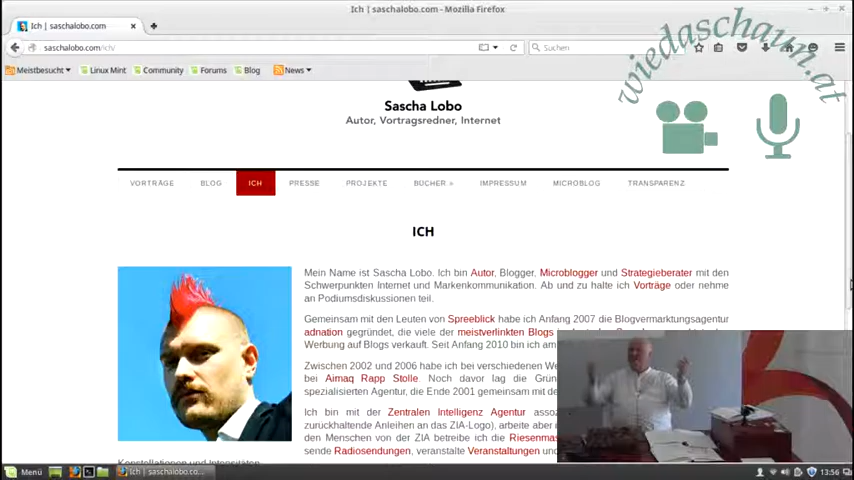 Ich | saschalobo.com - Mozilla Firefox
Ich | saschalobo.com
saschalobo.com/ich/
Suchen
Meistbesucht
Linux Mint
Community
Forums
Blog
News
wiedaschaum.at
Sascha Lobo
Autor, Vortragsredner, Internet
VORTRÄGE BLOG ICH PRESSE PROJEKTE BÜCHER » IMPRESSUM MICROBLOG TRANSPARENZ
ICH
Mein Name ist Sascha Lobo. Ich bin Autor, Blogger, Microblogger und Strategieberater mit den
Schwerpunkten Internet und Markenkommunikation. Ab und zu halte ich Vorträge oder nehme
an Podiumsdiskussionen teil.
Gemeinsam mit den Leuten von Spreeblick habe ich Anfang 2007 die Blogvermarktungsagentur
adnation gegründet, die viele der meistverlinkten Blogs
Werbung auf Blogs verkauft. Seit Anfang 2010 bin ich am
Zwischen 2002 und 2006 habe ich bei verschiedenen We
bei Aimaq Rapp Stolle. Noch davor lag die Grün
spezialisierten Agentur, die Ende 2001 gemeinsam mit de
Ich bin mit der Zentralen Intelligenz Agentur assoz
zurückhaltende Anleihen an das ZIA-Logo), arbeite aber i
den Menschen von der ZIA betreibe ich die Riesenmas
sende Radiosendungen, veranstalte Veranstaltungen und
Konstellationen und Intensitäten
Menü
Ich | saschalobo.co...
13:56